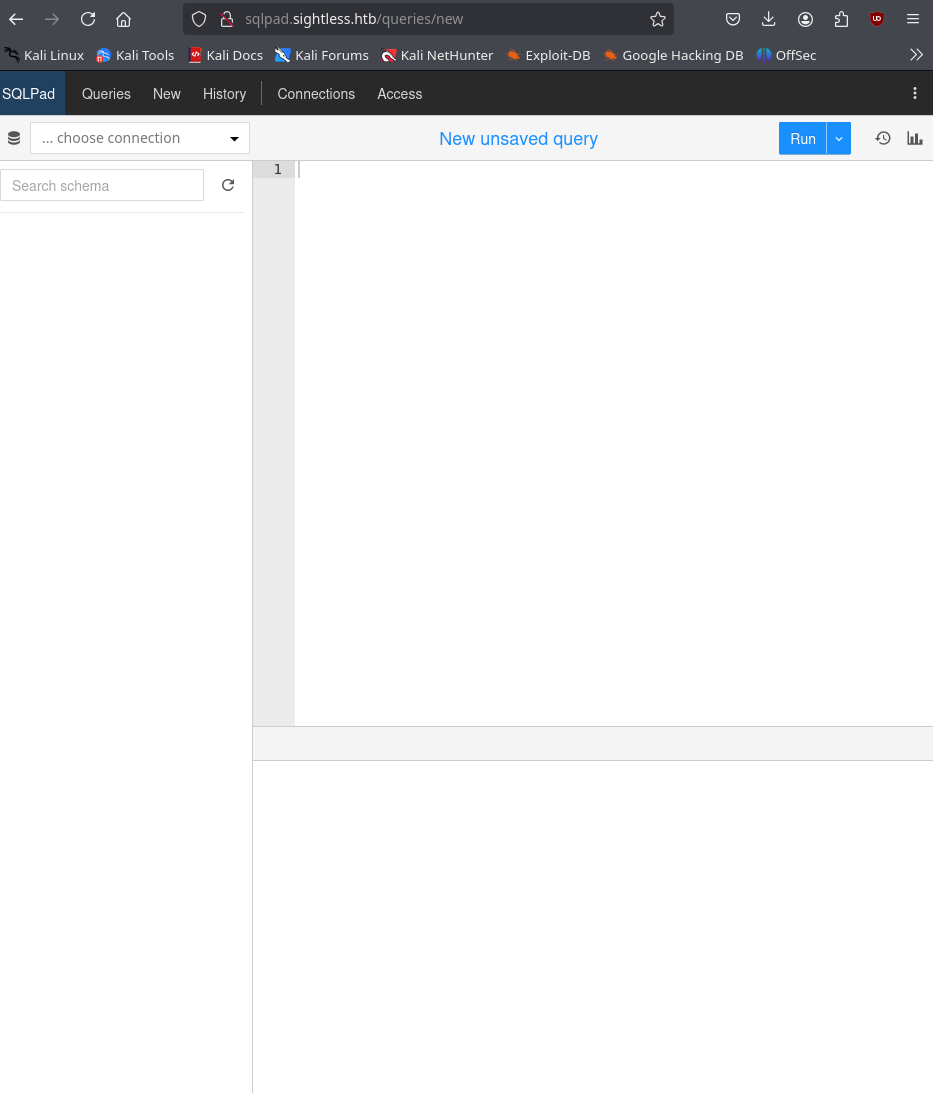 sqlpad.sightless.htb/queries/new
Kali Linux Kali Tools Kali Docs Kali Forums Kali NetHunter Exploit-DB Google Hacking DB OffSec
SQLPad Queries New History Connections Access
... choose connection New unsaved query Run
Search schema
1